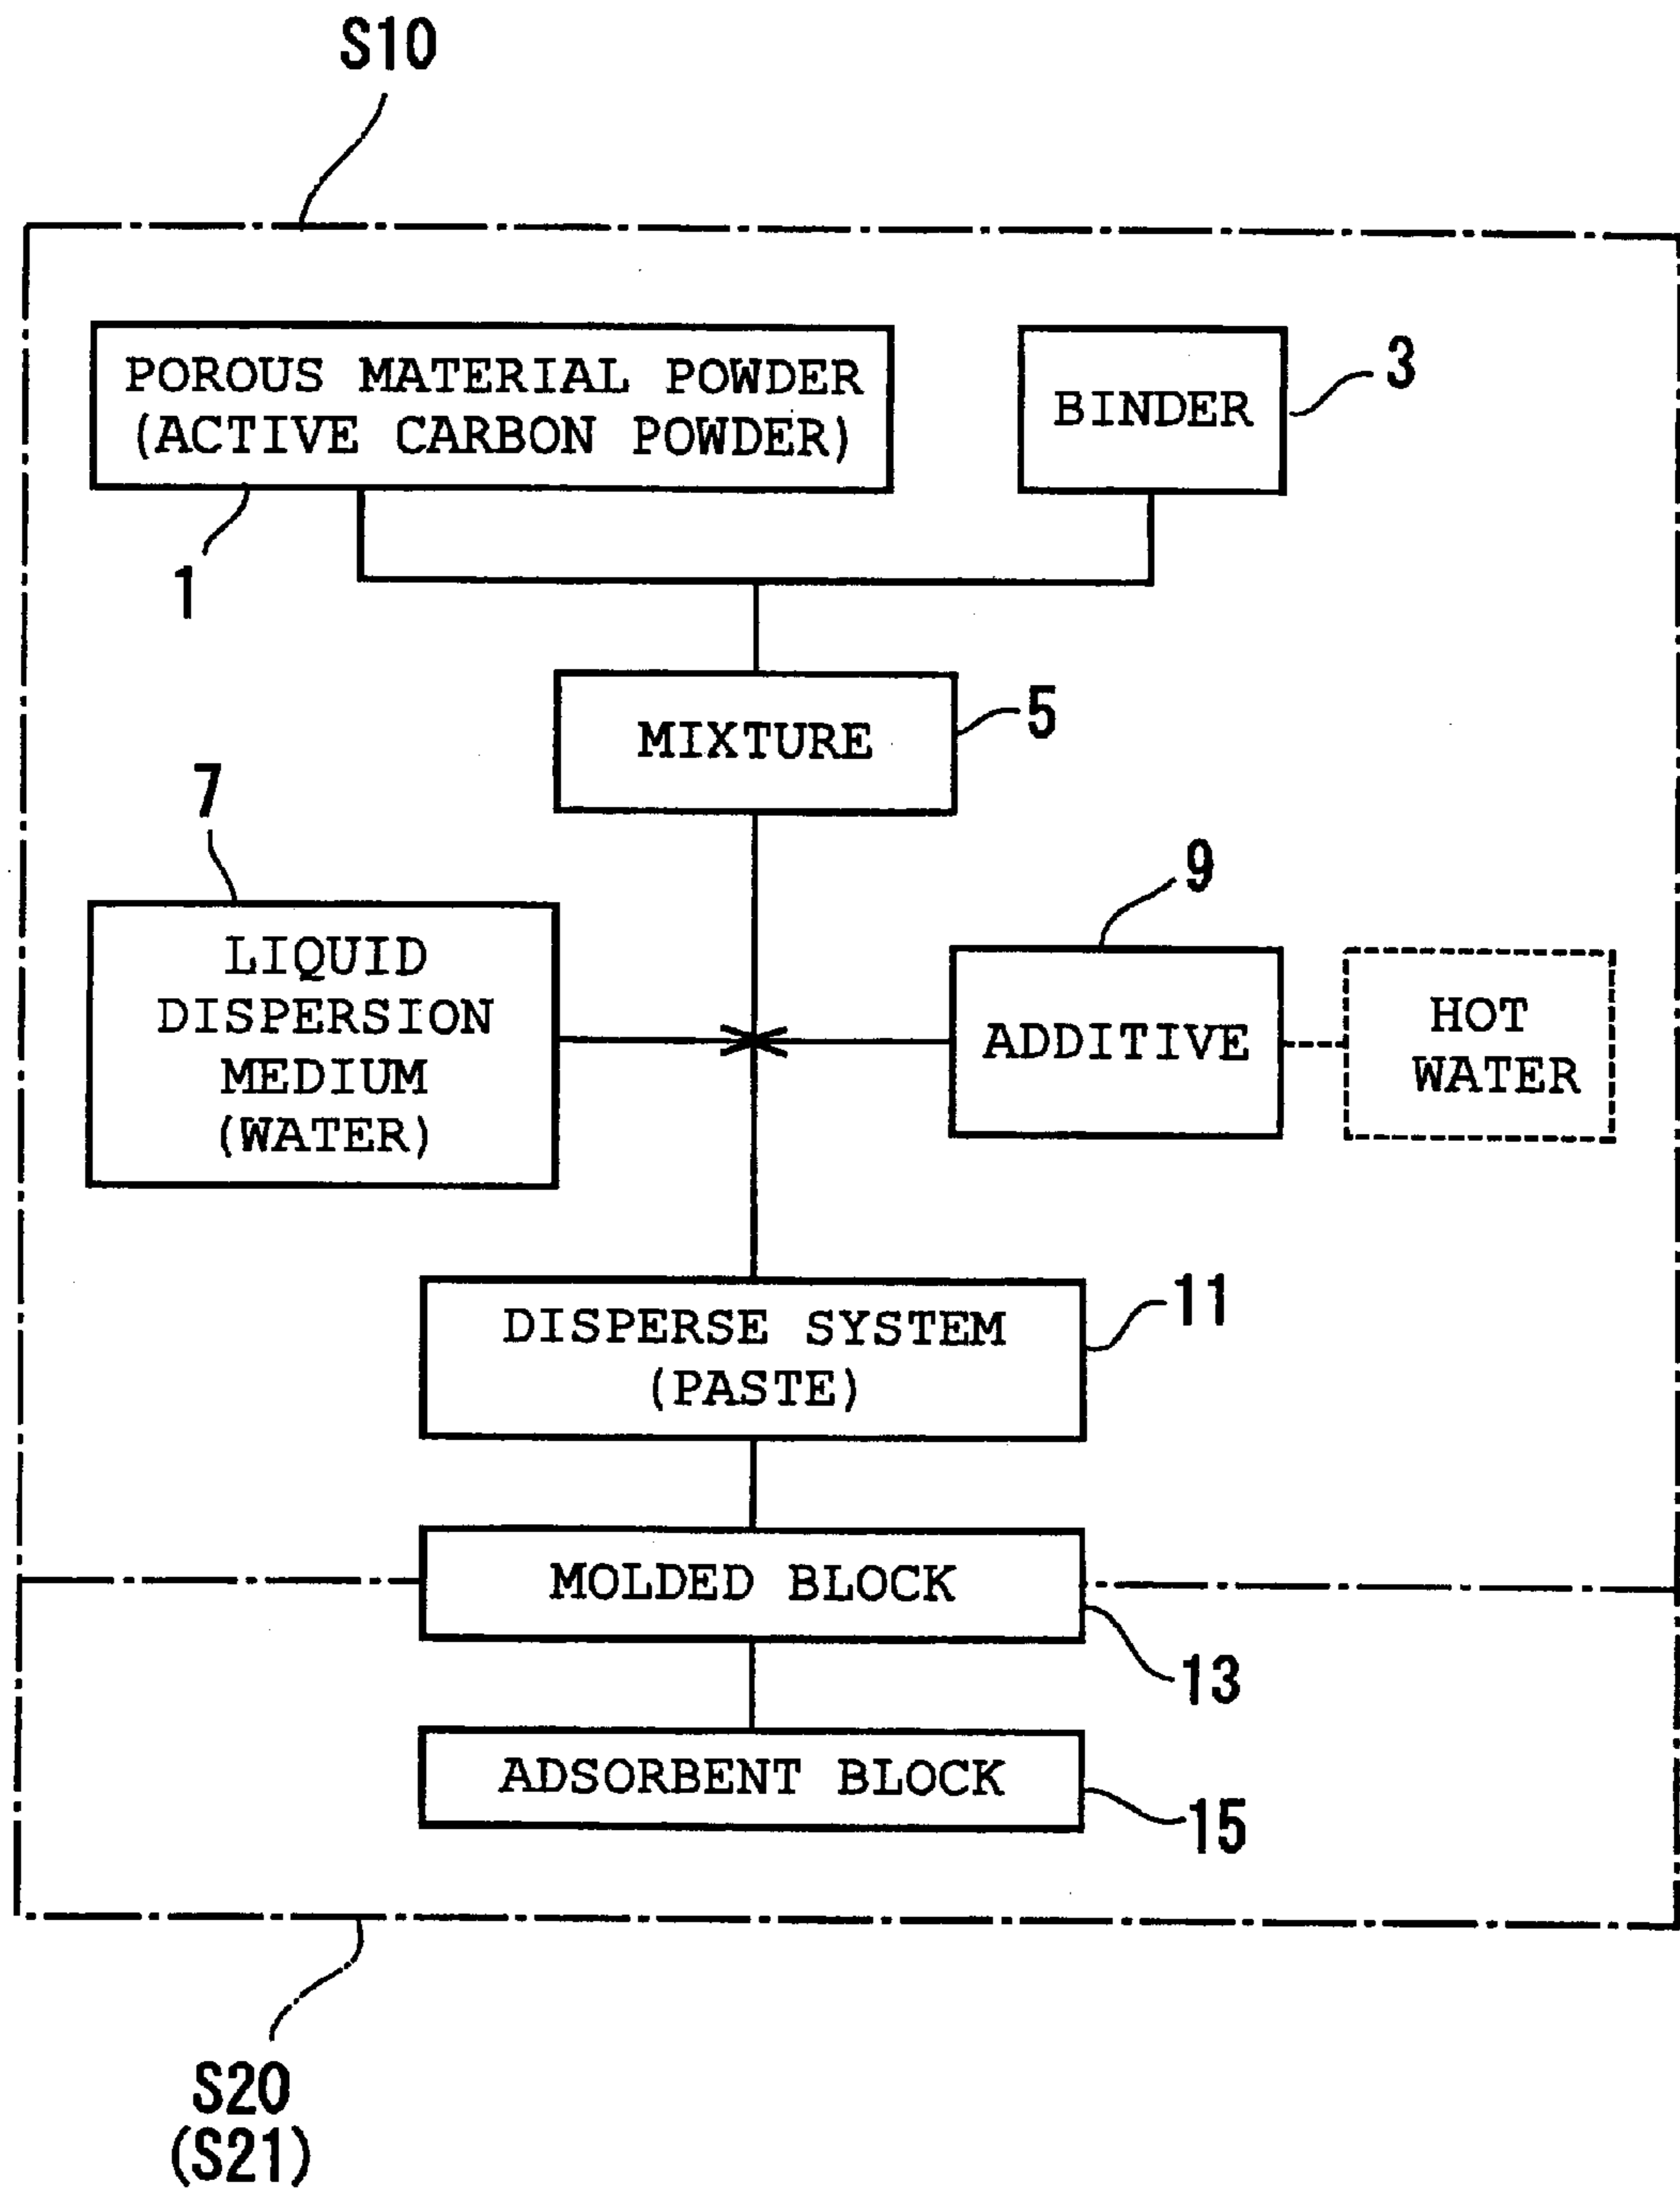 S10
POROUS MATERIAL POWDER
(ACTIVE CARBON POWDER)
BINDER
3
1
MIXTURE
5
7
9
LIQUID
DISPERSION
MEDIUM
(WATER)
ADDITIVE
HOT
WATER
DISPERSE SYSTEM
(PASTE)
11
MOLDED BLOCK
13
ADSORBENT BLOCK
15
S20
(S21)